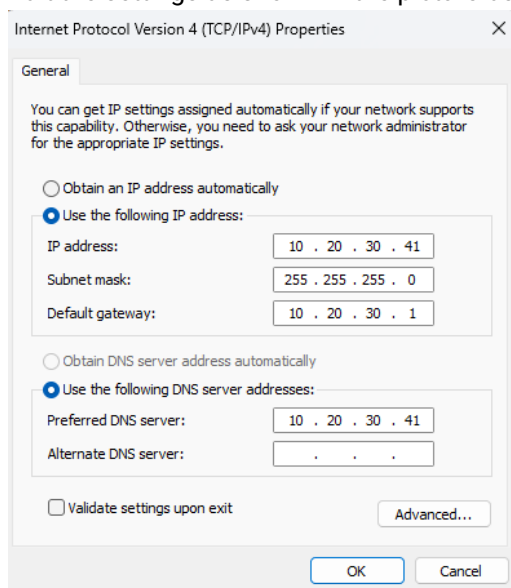 Internet Protocol Version 4 (TCP/IPv4) Properties
General
You can get IP settings assigned automatically if your network supports
this capability. Otherwise, you need to ask your network administrator
for the appropriate IP settings.
Obtain an IP address automatically
Use the following IP address:
IP address: 10 . 20 . 30 . 41
Subnet mask: 255 . 255 . 255 . 0
Default gateway: 10 . 20 . 30 . 1
Obtain DNS server address automatically
Use the following DNS server addresses:
Preferred DNS server: 10 . 20 . 30 . 41
Alternate DNS server: . . .
Validate settings upon exit
Advanced...
OK Cancel